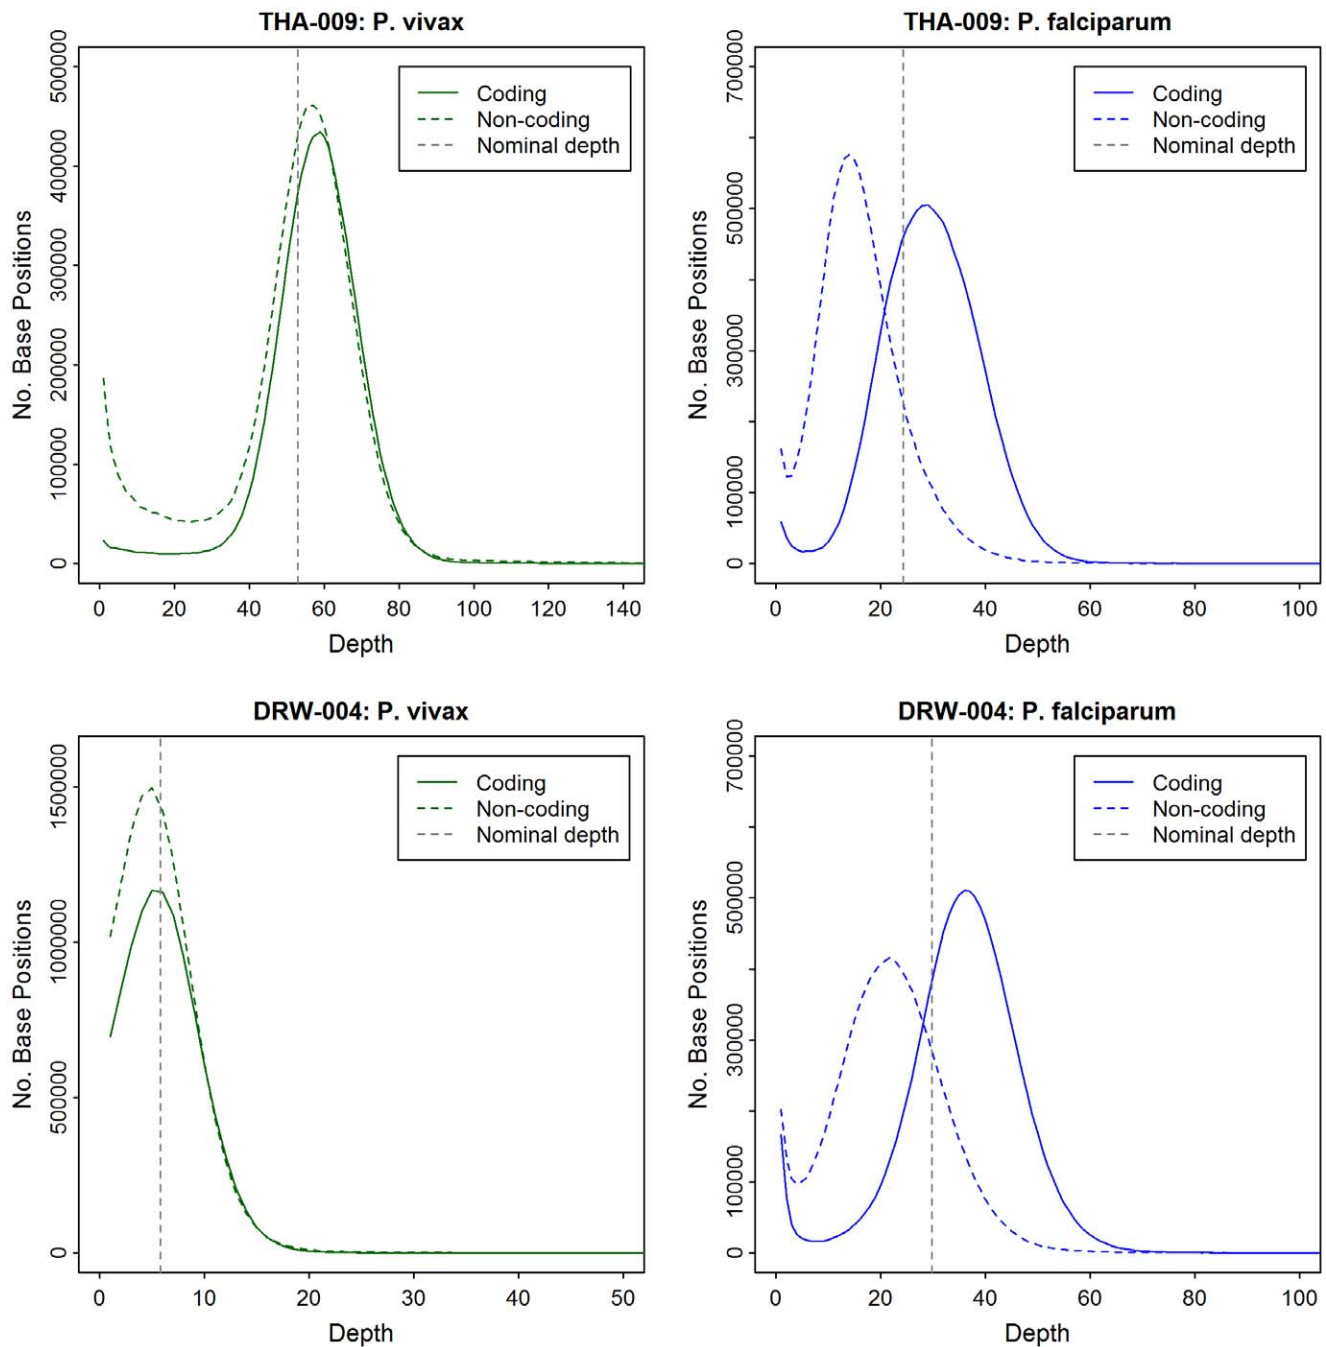 THA-009: P. vivax
No. Base Positions
0 100000 200000 300000 400000 500000
Coding
Non-coding
Nominal depth
0 20 40 60 80 100 120 140
Depth
THA-009: P. falciparum
No. Base Positions
0 100000 300000 500000 700000
Coding
Non-coding
Nominal depth
0 20 40 60 80 100
Depth
DRW-004: P. vivax
No. Base Positions
0 500000 1000000 1500000
Coding
Non-coding
Nominal depth
0 10 20 30 40 50
Depth
DRW-004: P. falciparum
No. Base Positions
0 100000 300000 500000 700000
Coding
Non-coding
Nominal depth
0 20 40 60 80 100
Depth